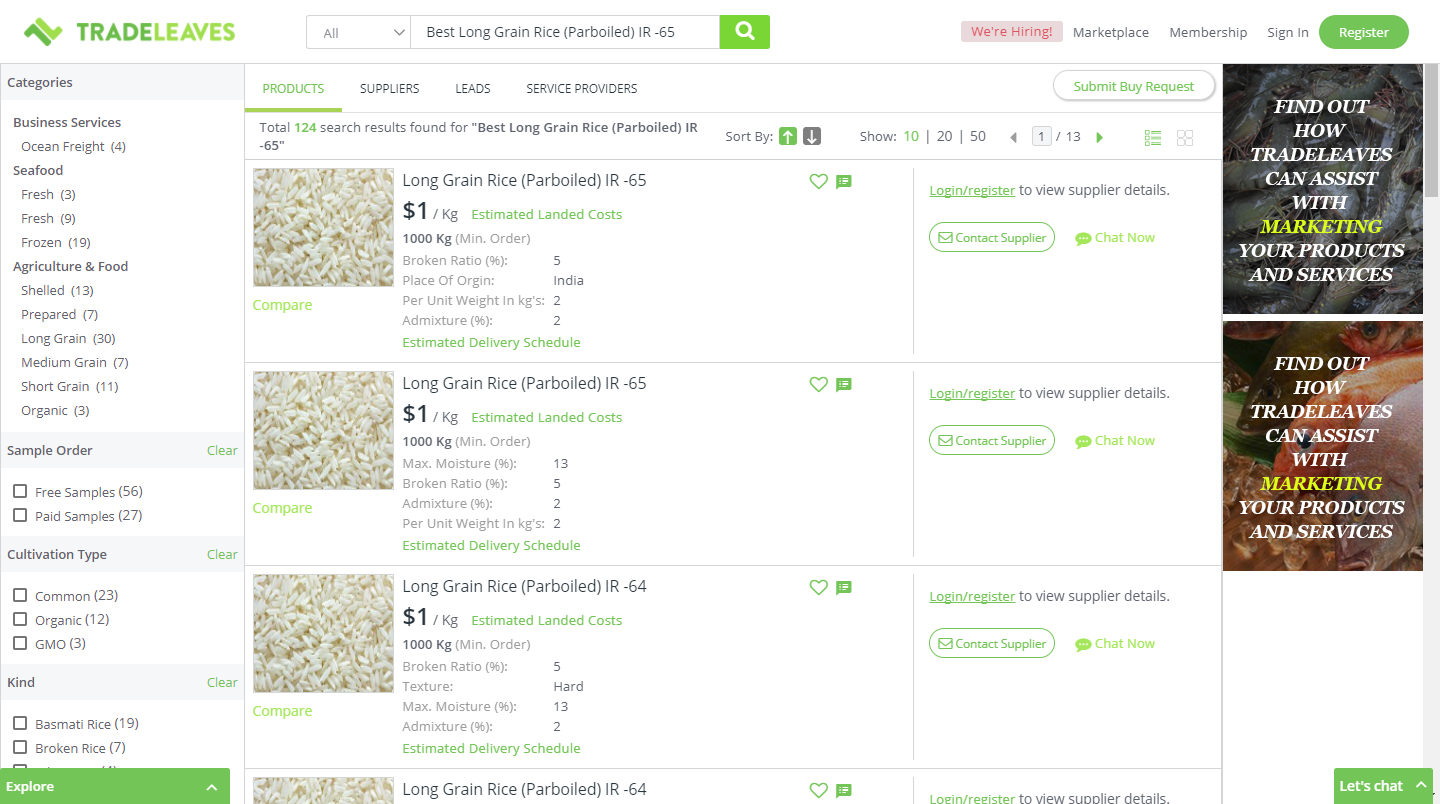 TRADELEAVES
All
Best Long Grain Rice (Parboiled) IR -65
We're Hiring!
Marketplace
Membership
Sign In
Register
Categories
Business Services
Ocean Freight (4)
Seafood
Fresh (3)
Fresh (9)
Frozen (19)
Agriculture & Food
Shelled (13)
Prepared (7)
Long Grain (30)
Medium Grain (7)
Short Grain (11)
Organic (3)
Sample Order Clear
Free Samples (56)
Paid Samples (27)
Cultivation Type Clear
Common (23)
Organic (12)
GMO (3)
Kind Clear
Basmati Rice (19)
Broken Rice (7)
Explore
PRODUCTS SUPPLIERS LEADS SERVICE PROVIDERS
Submit Buy Request
Total 124 search results found for "Best Long Grain Rice (Parboiled) IR
-65"
Sort By:
Show: 10 | 20 | 50
1 / 13
Long Grain Rice (Parboiled) IR -65
$1 / Kg Estimated Landed Costs
1000 Kg (Min. Order)
Broken Ratio (%): 5
Place Of Orgin: India
Per Unit Weight In kg's: 2
Admixture (%): 2
Estimated Delivery Schedule
Compare
Login/register to view supplier details.
Contact Supplier
Chat Now
Long Grain Rice (Parboiled) IR -65
$1 / Kg Estimated Landed Costs
1000 Kg (Min. Order)
Max. Moisture (%): 13
Broken Ratio (%): 5
Admixture (%): 2
Per Unit Weight In kg's: 2
Estimated Delivery Schedule
Compare
Login/register to view supplier details.
Contact Supplier
Chat Now
Long Grain Rice (Parboiled) IR -64
$1 / Kg Estimated Landed Costs
1000 Kg (Min. Order)
Broken Ratio (%): 5
Texture: Hard
Max. Moisture (%): 13
Admixture (%): 2
Estimated Delivery Schedule
Compare
Login/register to view supplier details.
Contact Supplier
Chat Now
Long Grain Rice (Parboiled) IR -64
Login/register to view supplier details.
FIND OUT
HOW
TRADELEAVES
CAN ASSIST
WITH
MARKETING
YOUR PRODUCTS
AND SERVICES
FIND OUT
HOW
TRADELEAVES
CAN ASSIST
WITH
MARKETING
YOUR PRODUCTS
AND SERVICES
Let's chat